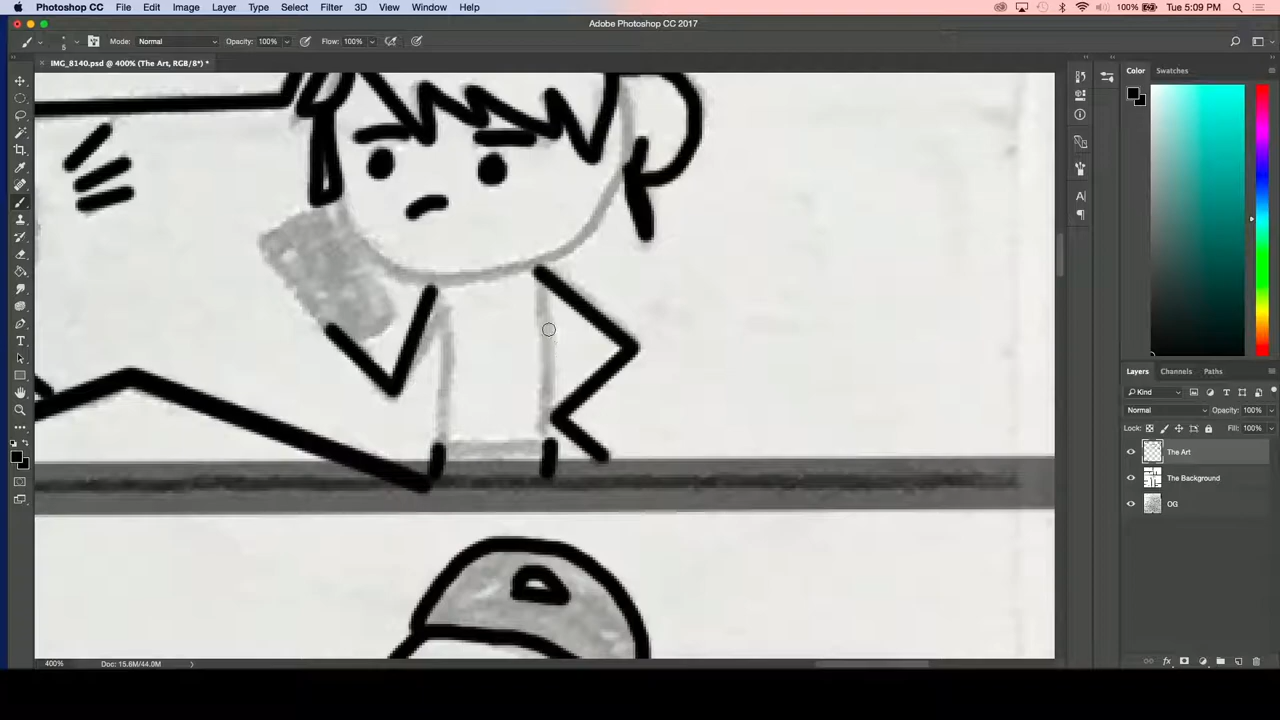 Photoshop CC File Edit Image Layer Type Select Filter 3D View Window Help 100% Tue 5:09 PM
Adobe Photoshop CC 2017
5 Mode: Normal Opacity: 100% Flow: 100%
× IMG_8140.psd @ 400% (The Art, RGB/8*) *
Color Swatches
Layers Channels Paths
Kind
Normal Opacity: 100%
Lock: Fill: 100%
The Art
The Background
OG
400% Doc: 15.6M/44.0M